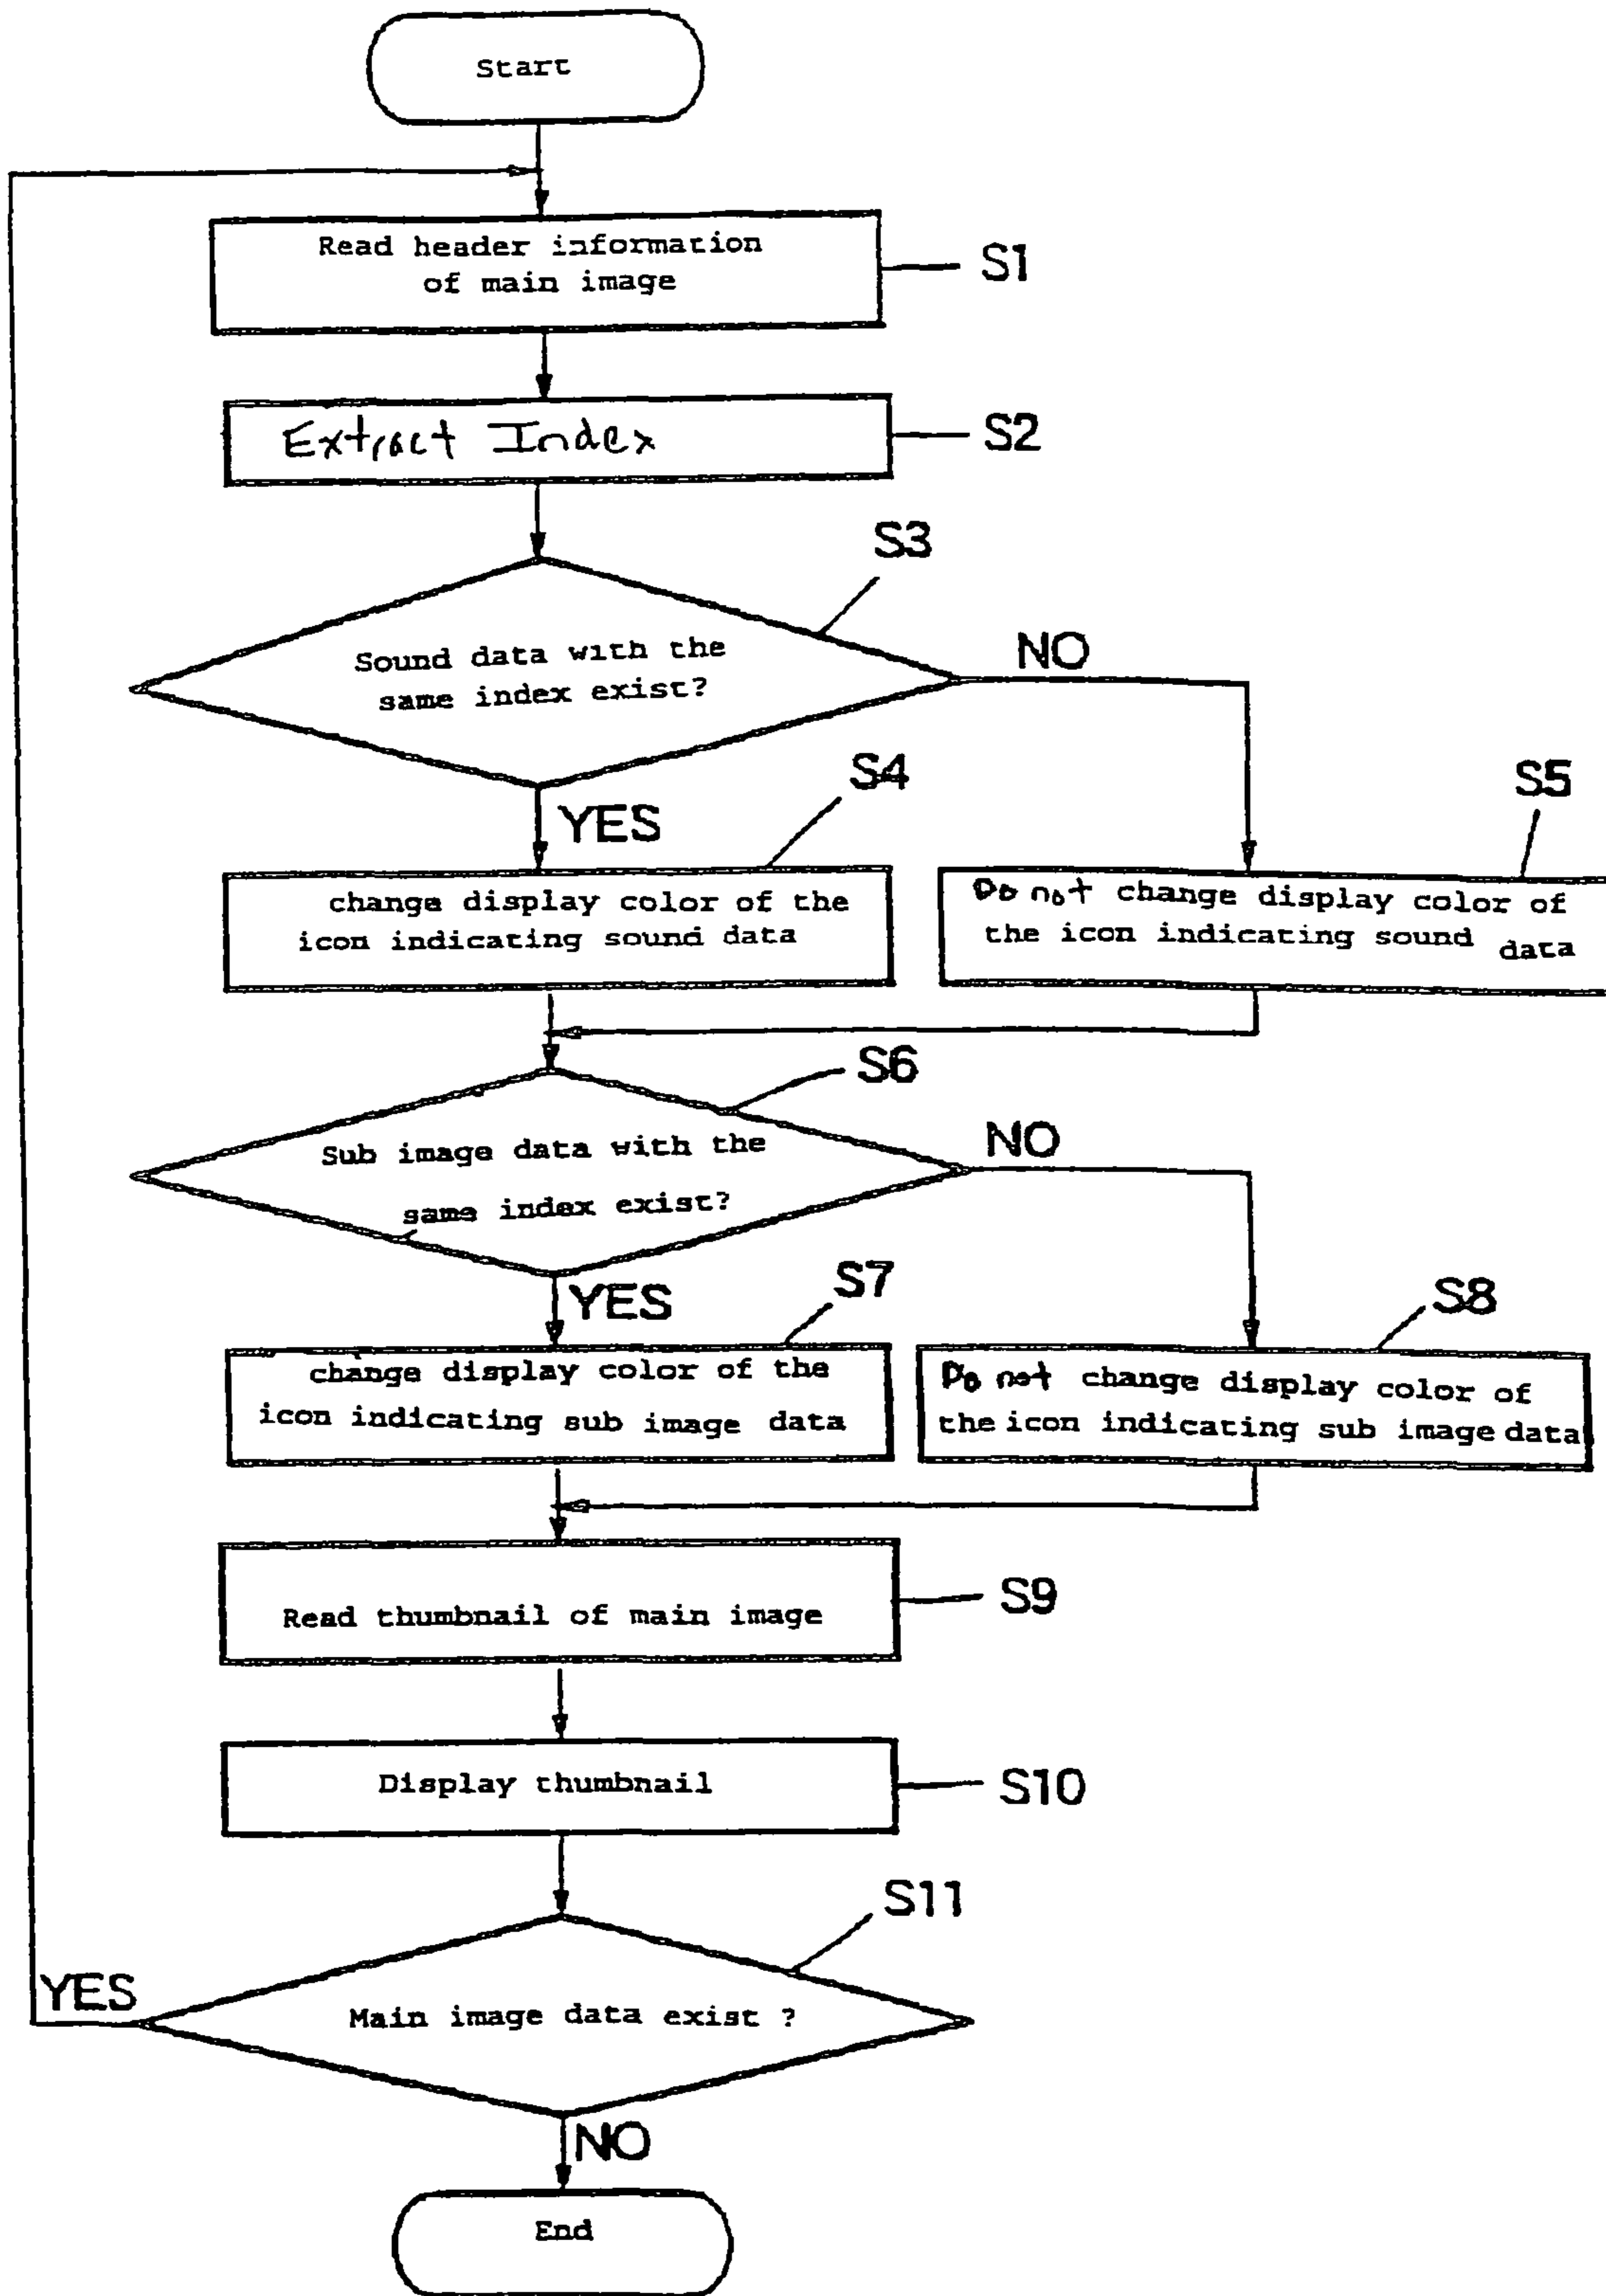 Start
Read header information
of main image
S1
Extract Index
S2
S3
Sound data with the
same index exist?
NO
YES
S4
change display color of the
icon indicating sound data
S5
Do not change display color of
the icon indicating sound data
S6
Sub image data with the
same index exist?
NO
YES
S7
change display color of the
icon indicating sub image data
S8
Do not change display color of
the icon indicating sub image data
Read thumbnail of main image
S9
Display thumbnail
S10
S11
YES
Main image data exist ?
NO
End